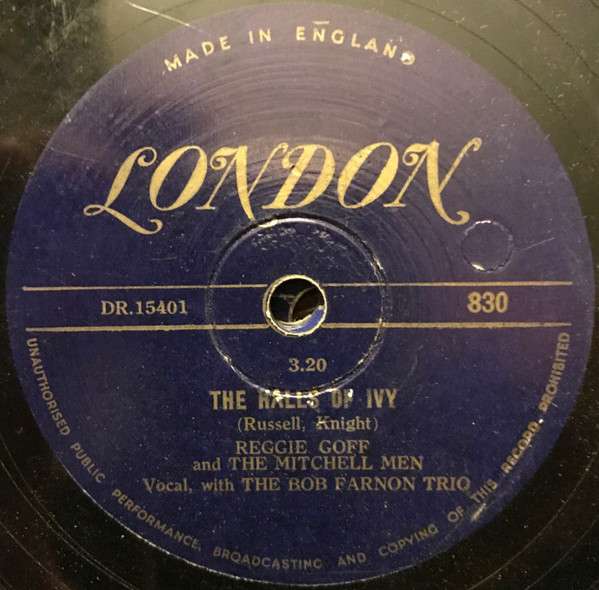 MADE IN ENGLAND
LONDON
DR.15401
830
3.20
THE HALLS OF IVY
(Russell, Knight)
REGGIE GOFF
and THE MITCHELL MEN
Vocal, with THE BOB FARNON TRIO
UNAUTHORISED PUBLIC PERFORMANCE, BROADCASTING AND COPYING OF THIS RECORD PROHIBITED